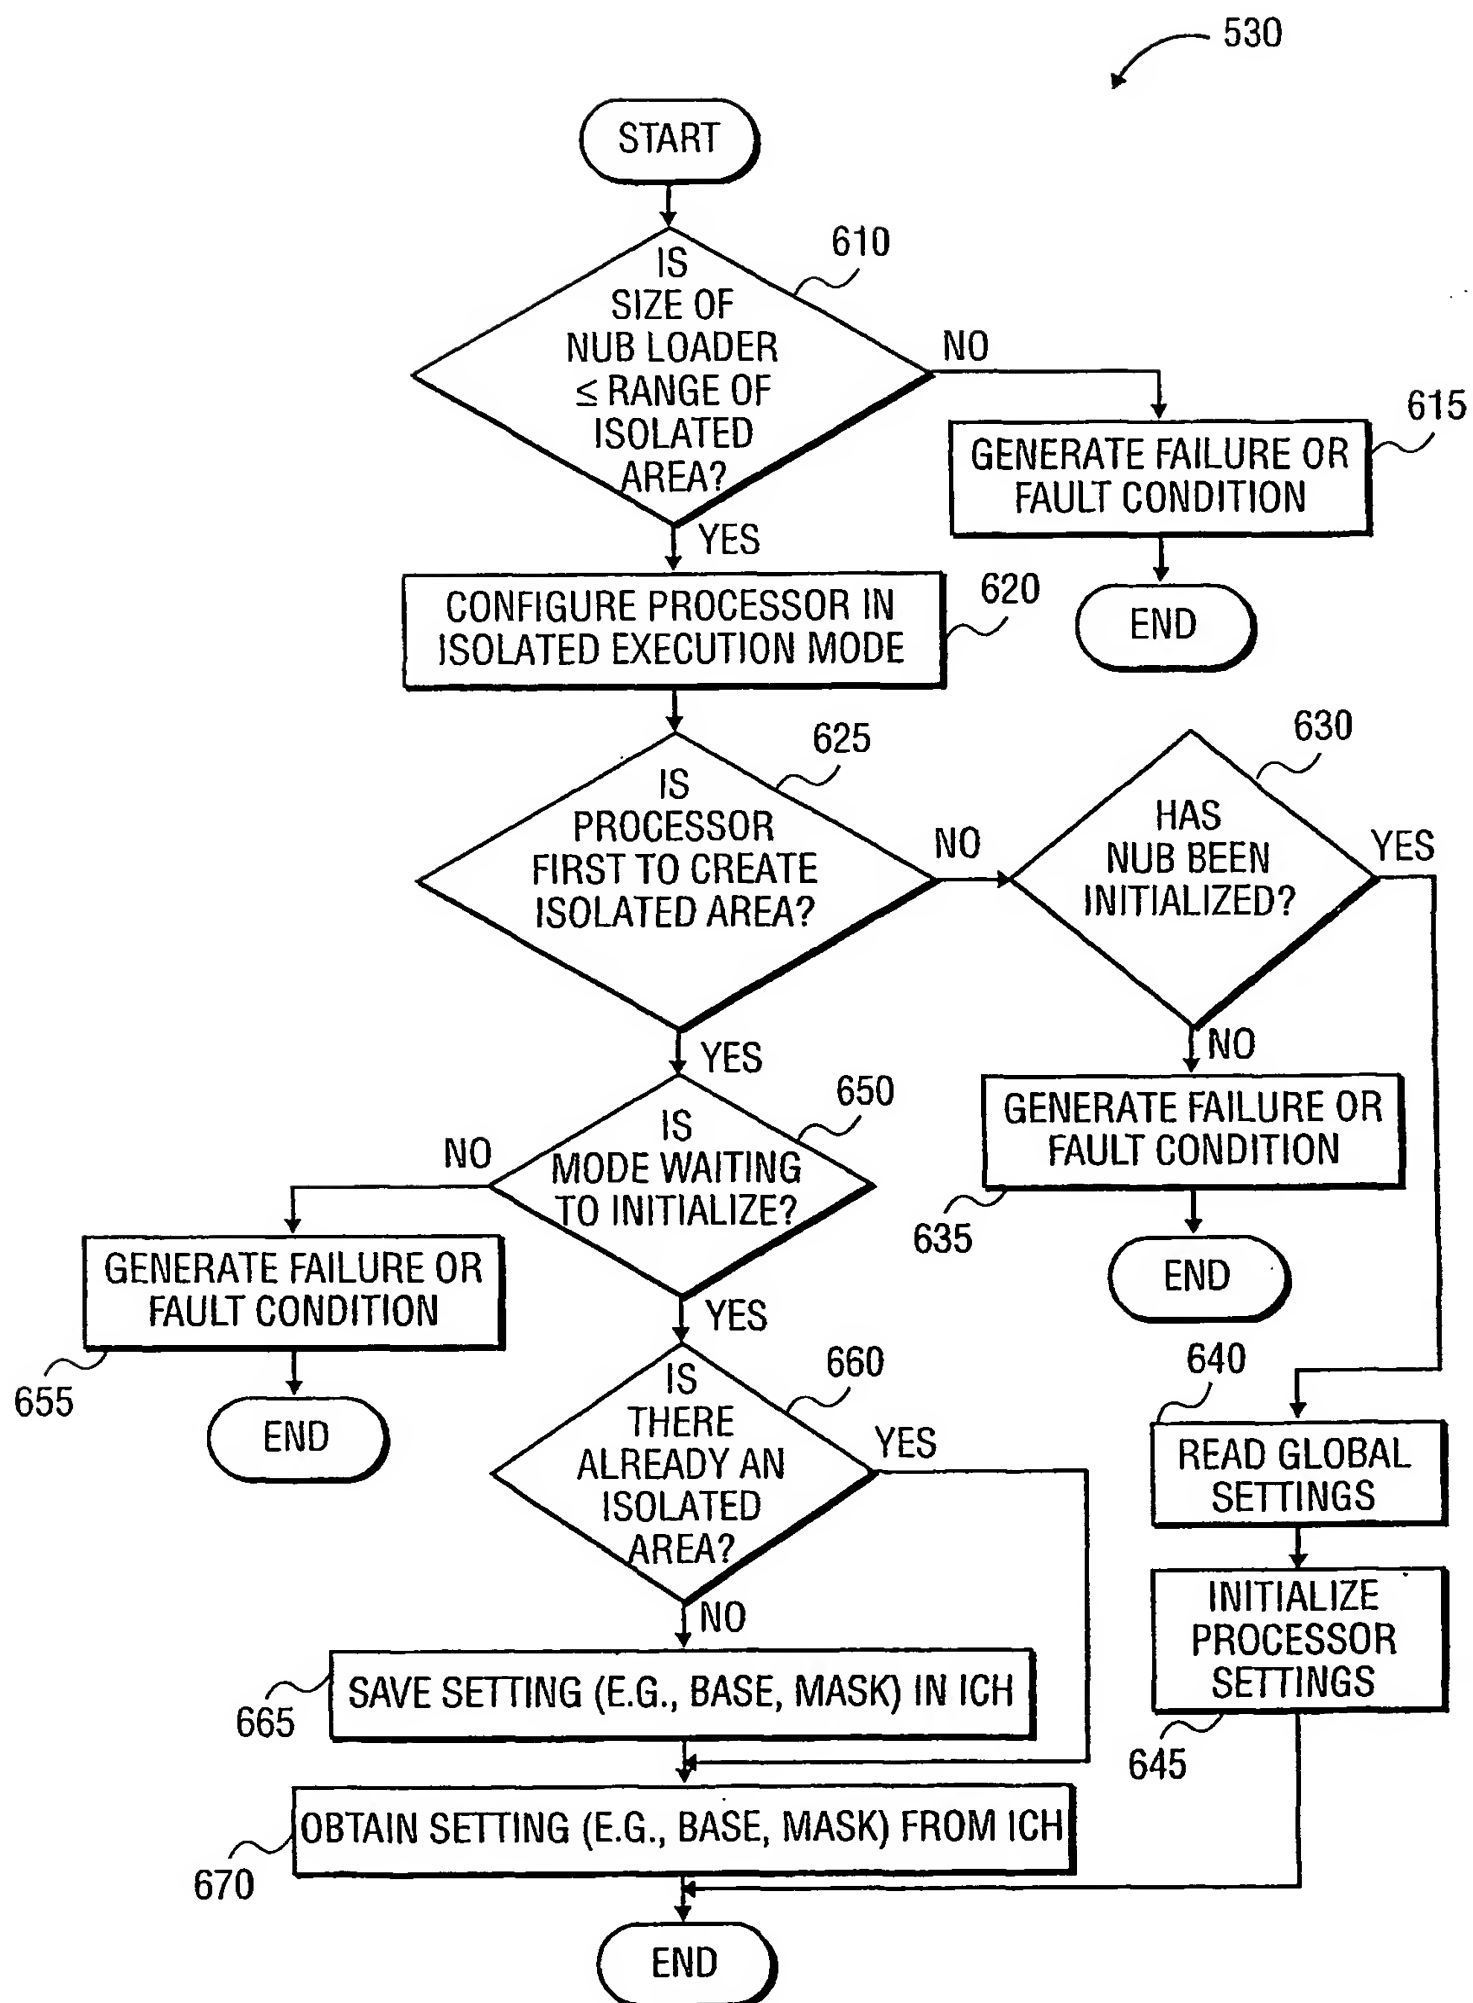 530
START
610
IS
SIZE OF
NUB LOADER
≤ RANGE OF
ISOLATED
AREA?
NO
615
GENERATE FAILURE OR
FAULT CONDITION
END
YES
620
CONFIGURE PROCESSOR IN
ISOLATED EXECUTION MODE
625
IS
PROCESSOR
FIRST TO CREATE
ISOLATED AREA?
NO
630
HAS
NUB BEEN
INITIALIZED?
YES
NO
GENERATE FAILURE OR
FAULT CONDITION
635
END
YES
650
IS
MODE WAITING
TO INITIALIZE?
NO
GENERATE FAILURE OR
FAULT CONDITION
655
END
YES
660
IS
THERE
ALREADY AN
ISOLATED
AREA?
YES
640
READ GLOBAL
SETTINGS
INITIALIZE
PROCESSOR
SETTINGS
645
NO
SAVE SETTING (E.G., BASE, MASK) IN ICH
665
OBTAIN SETTING (E.G., BASE, MASK) FROM ICH
670
END